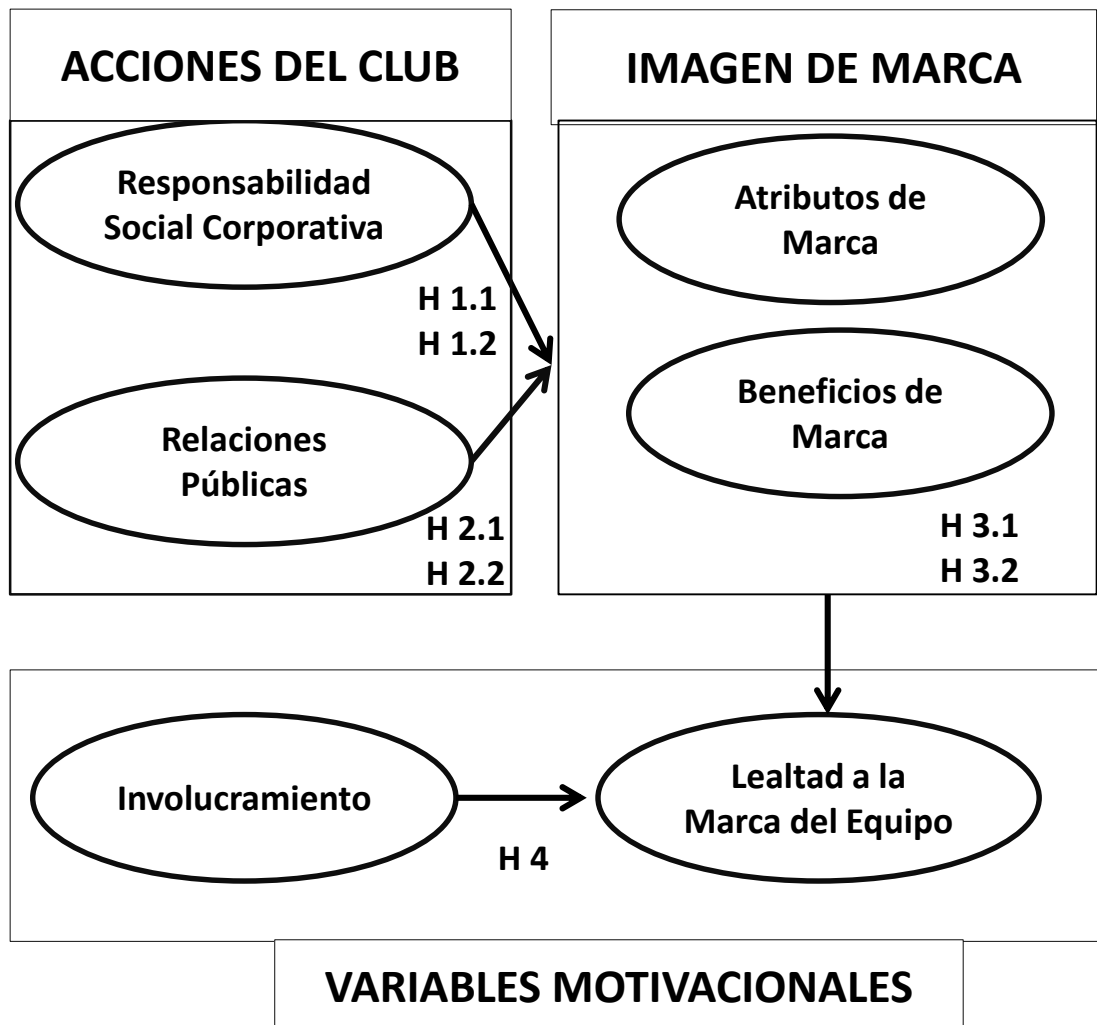 ACCIONES DEL CLUB
Responsabilidad
Social Corporativa
H 1.1
H 1.2
Relaciones
Públicas
H 2.1
H 2.2
IMAGEN DE MARCA
Atributos de
Marca
Beneficios de
Marca
H 3.1
H 3.2
Involucramiento
H 4
Lealtad a la
Marca del Equipo
VARIABLES MOTIVACIONALES